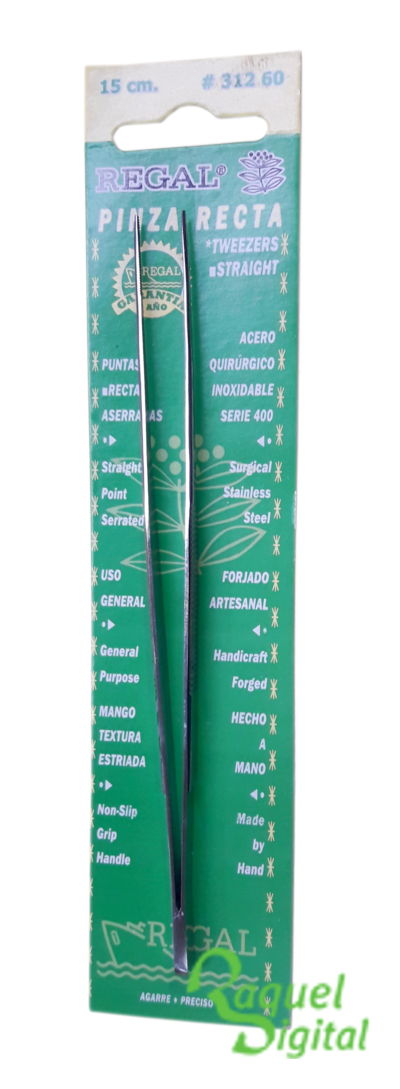 15 cm. # 312 60
REGAL®
PINZA RECTA
*TWEEZERS
■STRAIGHT
REGAL
GARANTIA
AÑO
PUNTAS
■RECTA
ASERRADAS
Straight
Point
Serrated
ACERO
QUIRÚRGICO
INOXIDABLE
SERIE 400
Surgical
Stainless
Steel
USO
GENERAL
General
Purpose
FORJADO
ARTESANAL
Handicraft
Forged
MANGO
TEXTURA
ESTRIADA
Non-Slip
Grip
Handle
HECHO
A
MANO
Made
by
Hand
REGAL
AGARRE ♦ PRECISO
Raquel
Digital